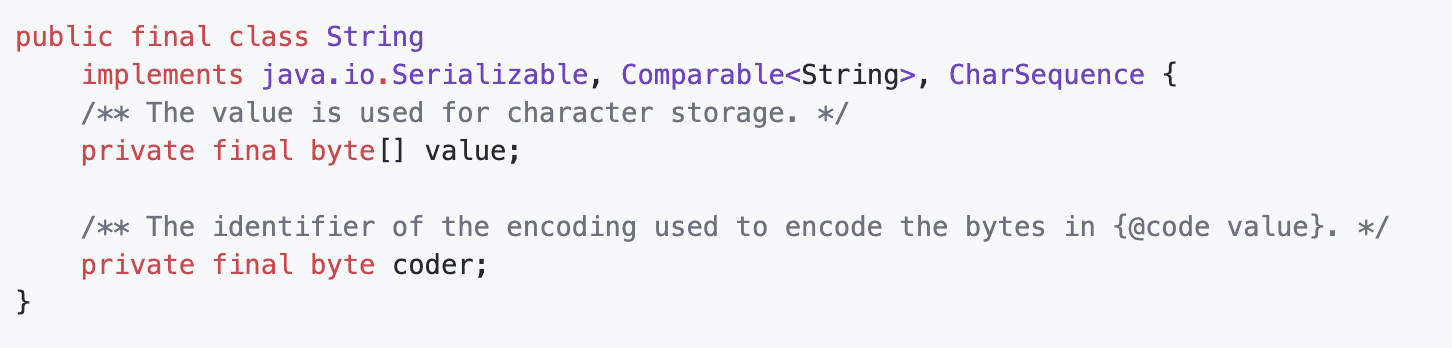 public final class String
    implements java.io.Serializable, Comparable<String>, CharSequence {
    /** The value is used for character storage. */
    private final byte[] value;

    /** The identifier of the encoding used to encode the bytes in {@code value}. */
    private final byte coder;
}